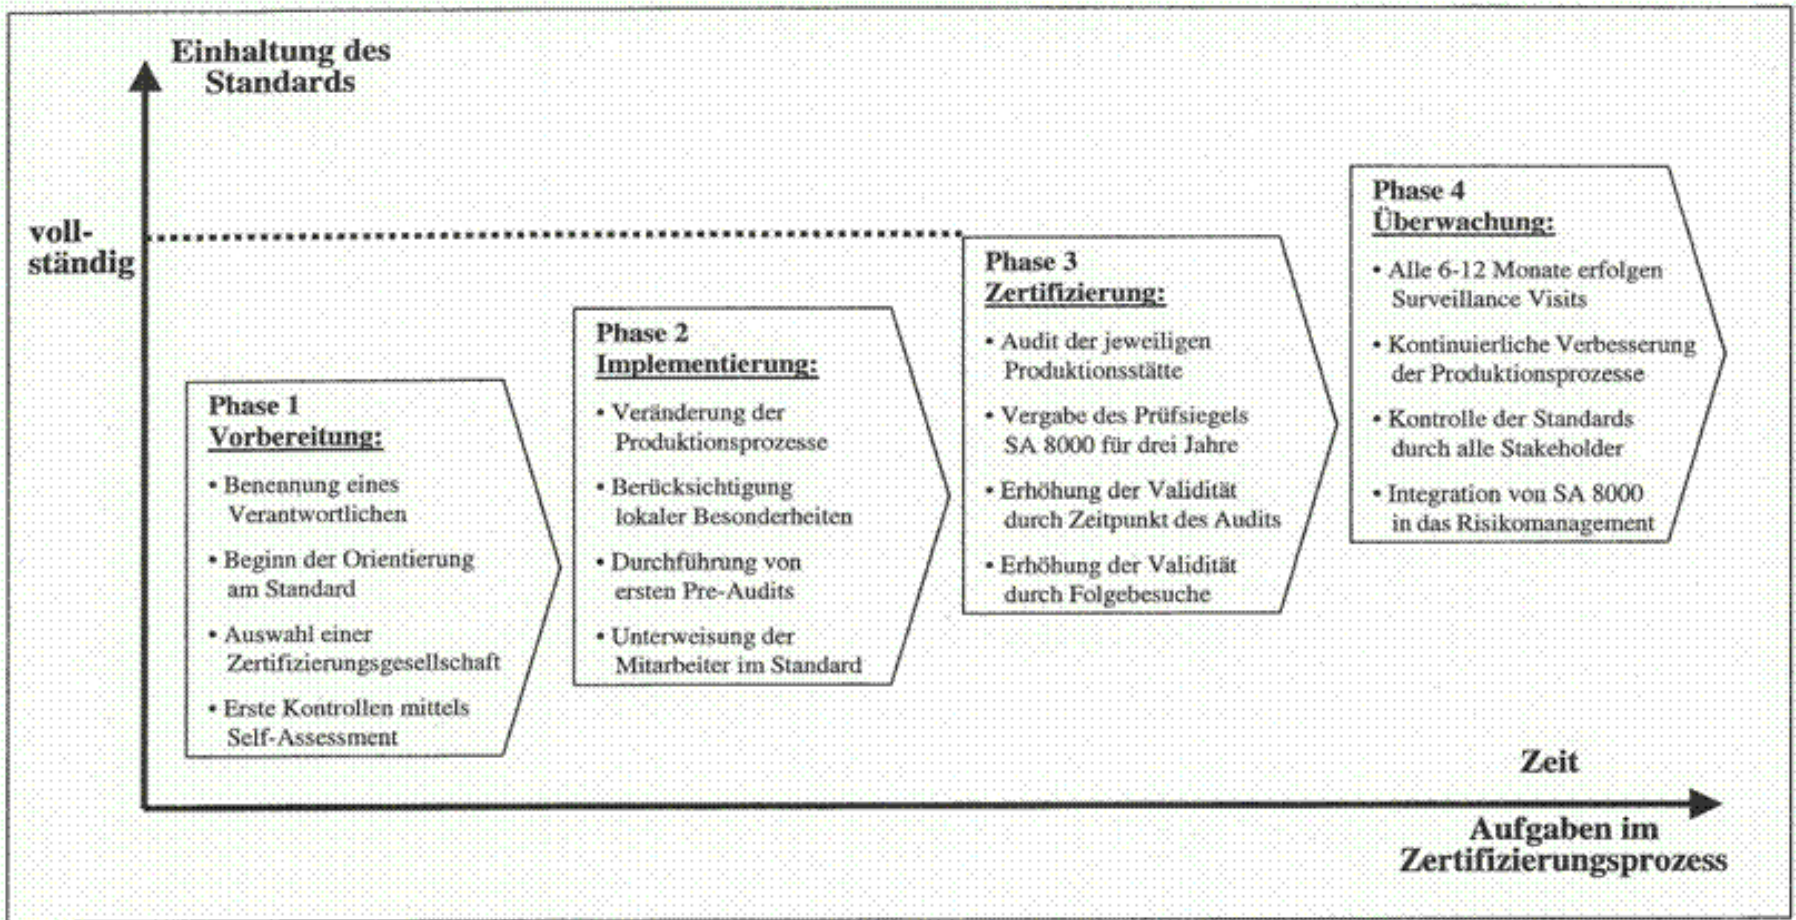 Einhaltung des
Standards
voll-
ständig
Phase 1
Vorbereitung:
• Benennung eines
Verantwortlichen
• Beginn der Orientierung
am Standard
• Auswahl einer
Zertifizierungsgesellschaft
• Erste Kontrollen mittels
Self-Assessment
Phase 2
Implementierung:
• Veränderung der
Produktionsprozesse
• Berücksichtigung
lokaler Besonderheiten
• Durchführung von
ersten Pre-Audits
• Unterweisung der
Mitarbeiter im Standard
Phase 3
Zertifizierung:
• Audit der jeweiligen
Produktionsstätte
• Vergabe des Prüfsiegels
SA 8000 für drei Jahre
• Erhöhung der Validität
durch Zeitpunkt des Audits
• Erhöhung der Validität
durch Folgebesuche
Phase 4
Überwachung:
• Alle 6-12 Monate erfolgen
Surveillance Visits
• Kontinuierliche Verbesserung
der Produktionsprozesse
• Kontrolle der Standards
durch alle Stakeholder
• Integration von SA 8000
in das Risikomanagement
Zeit
Aufgaben im
Zertifizierungsprozess